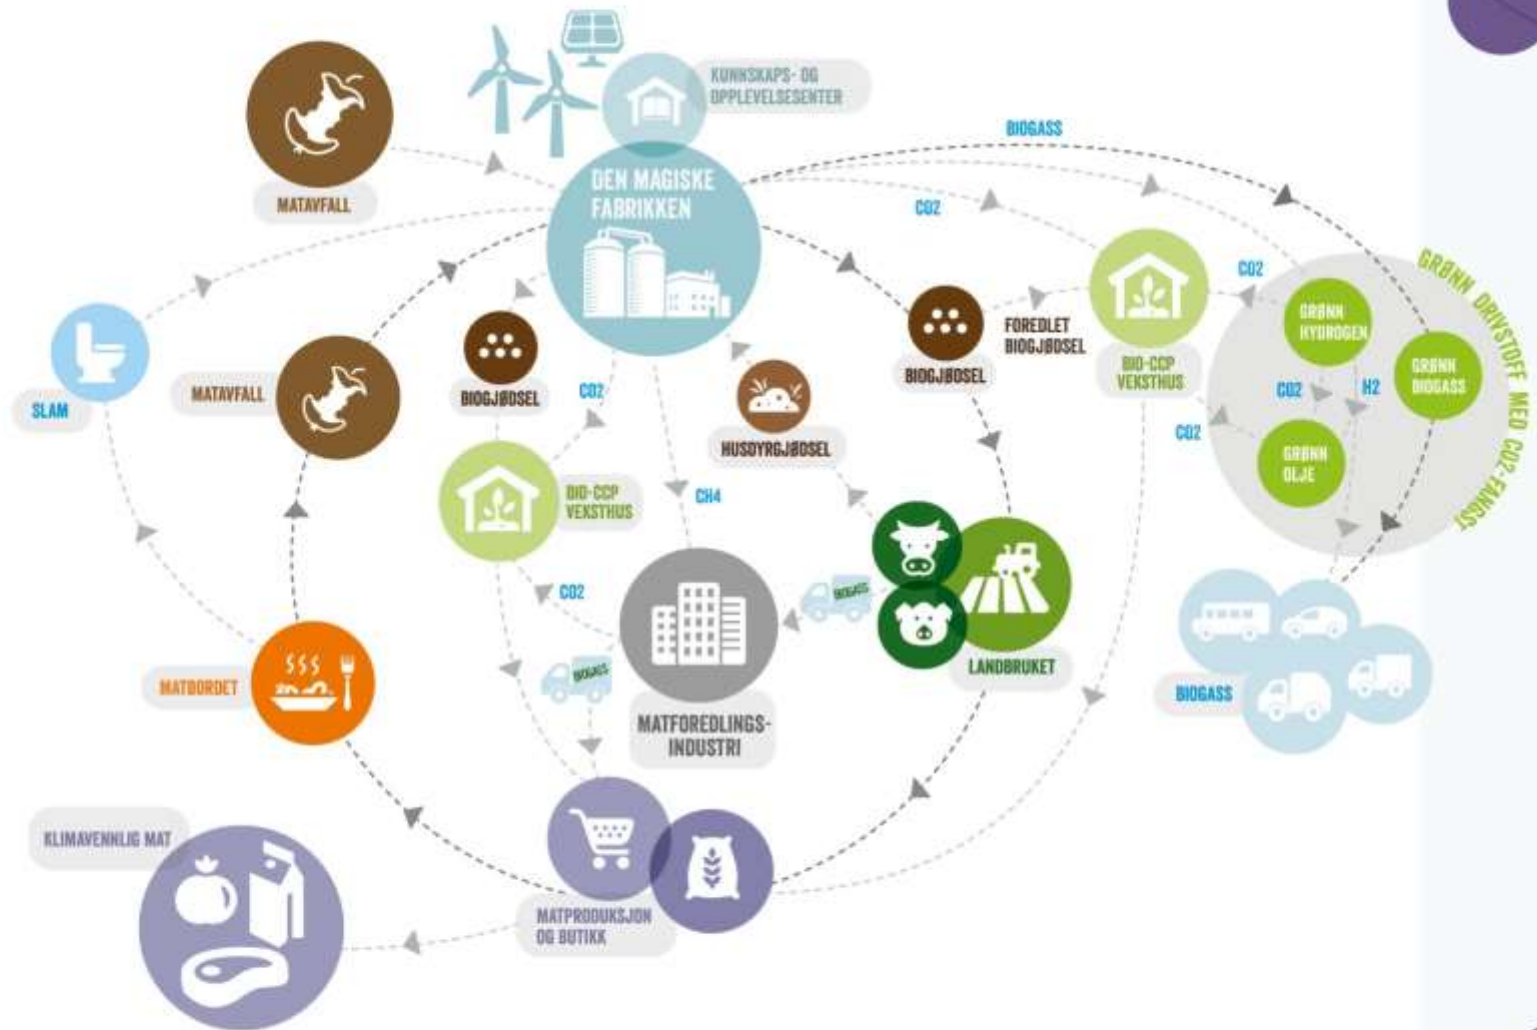 KUNNSKAPS- OG
OPPLEVELSESENTER
BIOGASS
DEN MAGISKE
FABRIKKEN
MATAVFALL
CO2
GRØNN DRIVSTOFF MED CO2-FANGST
CO2
GRØNN
HYDROGEN
BIOGJØDSEL
FOREDLET
BIOGJØDSEL
BIO-CCP
VEKSTHUS
GRØNN
BIOGASS
SLAM
MATAVFALL
BIOGJØDSEL
CO2
HUSDYRGJØDSEL
CO2
H2
CO2
GRØNN
OLJE
BIO-CCP
VEKSTHUS
CH4
CO2
BIOGASS
BIOGASS
MATBORDET
LANDBRUKET
BIOGASS
MATFOREDLINGS-
INDUSTRI
KLIMAVENNLIG MAT
MATPRODUKSJON
OG BUTIKK